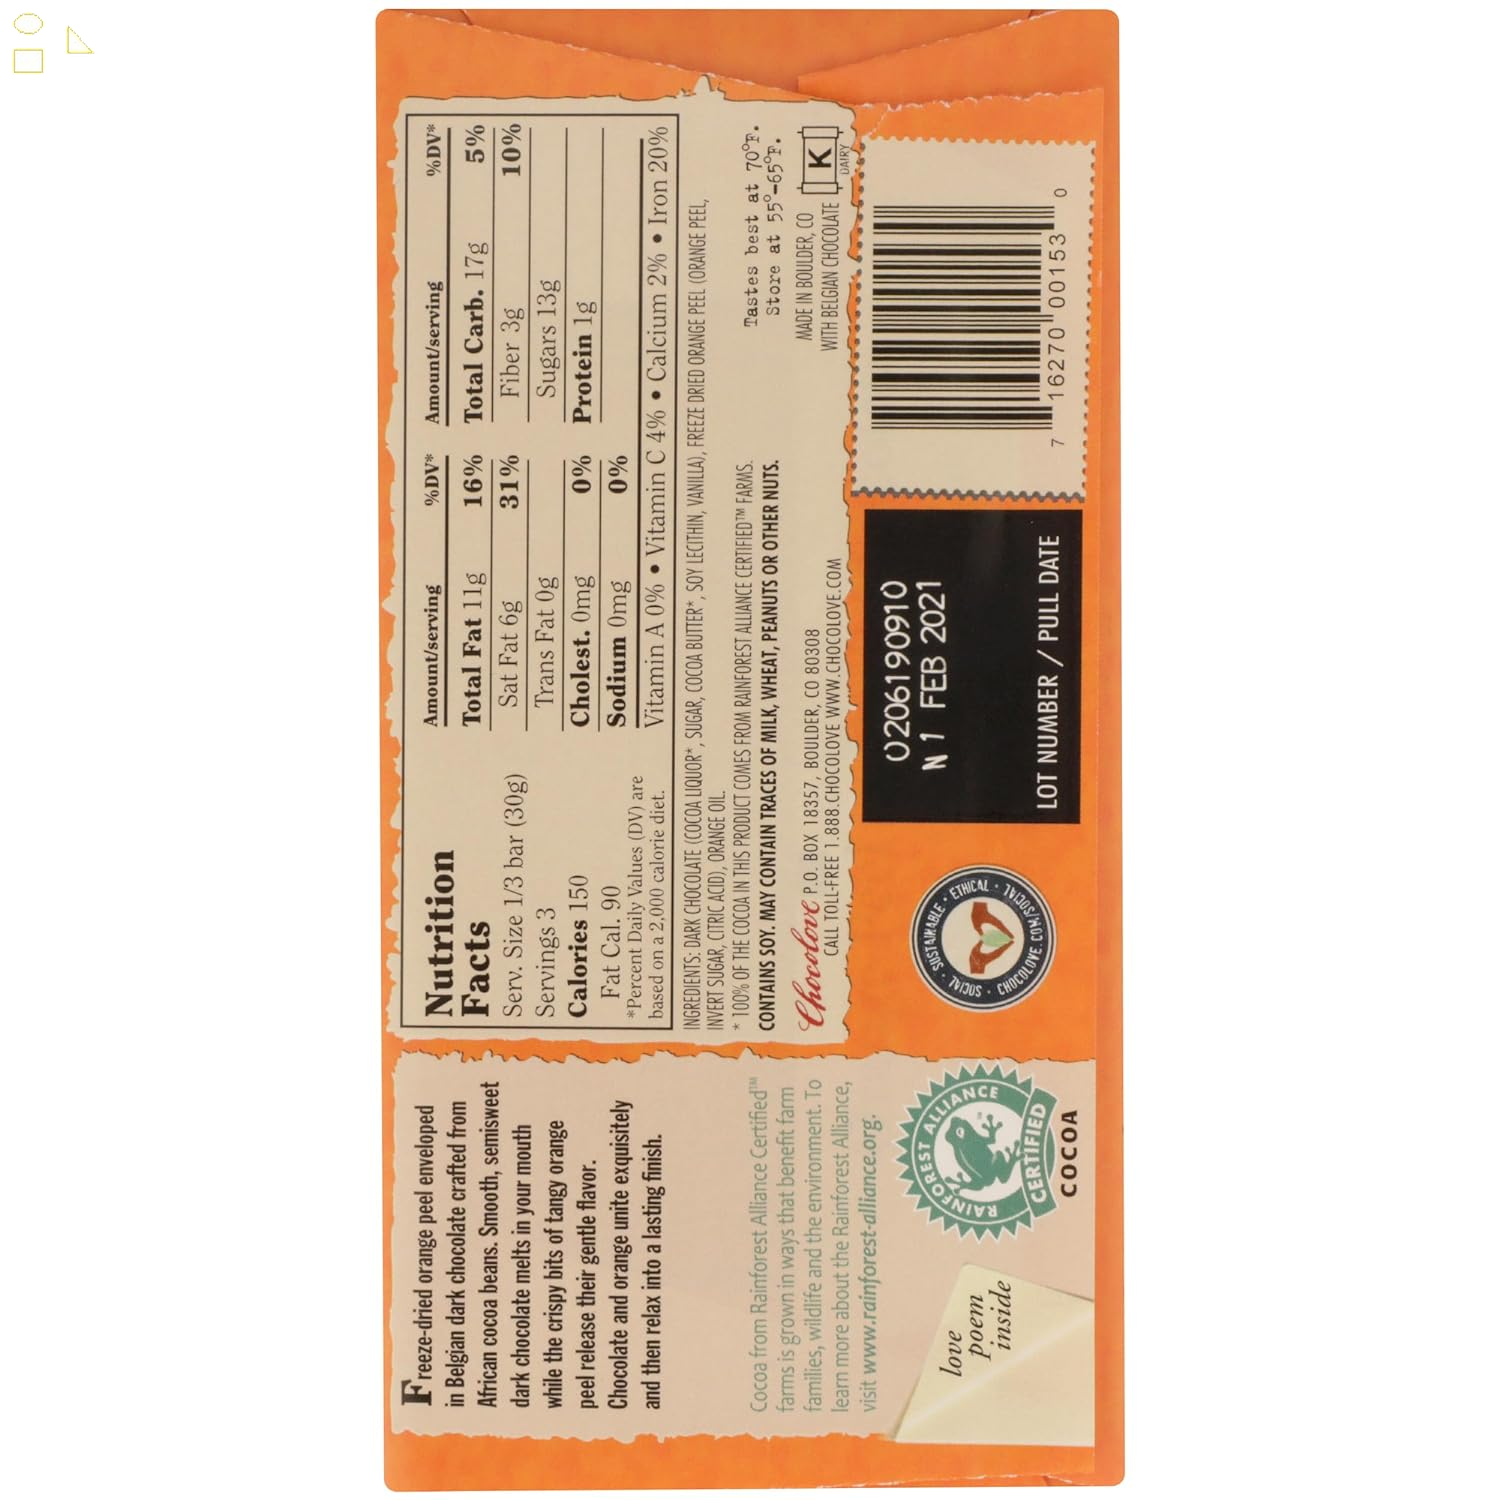 Freeze-dried orange peel enveloped
in Belgian dark chocolate crafted from
African cocoa beans. Smooth, semisweet
dark chocolate melts in your mouth
while the crispy bits of tangy orange
peel release their gentle flavor.
Chocolate and orange unite exquisitely
and then relax into a lasting finish.
Cocoa from Rainforest Alliance Certified™
farms is grown in ways that benefit farm
families, wildlife and the environment. To
learn more about the Rainforest Alliance,
visit www.rainforest-alliance.org.
RAINFOREST ALLIANCE
CERTIFIED
COCOA
love
poem
inside
Nutrition
Facts
Serv. Size 1/3 bar (30g)
Servings 3
Calories 150
Fat Cal. 90
*Percent Daily Values (DV) are
based on a 2,000 calorie diet.
Amount/serving %DV*
Total Fat 11g 16%
Sat Fat 6g 31%
Trans Fat 0g
Cholest. 0mg 0%
Sodium 0mg 0%
Amount/serving %DV*
Total Carb. 17g 5%
Fiber 3g 10%
Sugars 13g
Protein 1g
Vitamin A 0% • Vitamin C 4% • Calcium 2% • Iron 20%
INGREDIENTS: DARK CHOCOLATE (COCOA LIQUOR*, SUGAR, COCOA BUTTER*, SOY LECITHIN, VANILLA), FREEZE DRIED ORANGE PEEL (ORANGE PEEL,
INVERT SUGAR, CITRIC ACID), ORANGE OIL.
* 100% OF THE COCOA IN THIS PRODUCT COMES FROM RAINFOREST ALLIANCE CERTIFIED™ FARMS.
CONTAINS SOY. MAY CONTAIN TRACES OF MILK, WHEAT, PEANUTS OR OTHER NUTS.
Chocolove P.O. BOX 18357, BOULDER, CO 80308
CALL TOLL-FREE 1.888.CHOCOLOVE WWW.CHOCOLOVE.COM
Tastes best at 70°F.
Store at 55°–65°F.
MADE IN BOULDER, CO
WITH BELGIAN CHOCOLATE
K
DAIRY
SOCIAL • SUSTAINABLE • ETHICAL •
CHOCOLOVE.COM/SOCIAL
0206190910
N 1 FEB 2021
LOT NUMBER / PULL DATE
7 16270 00153 0